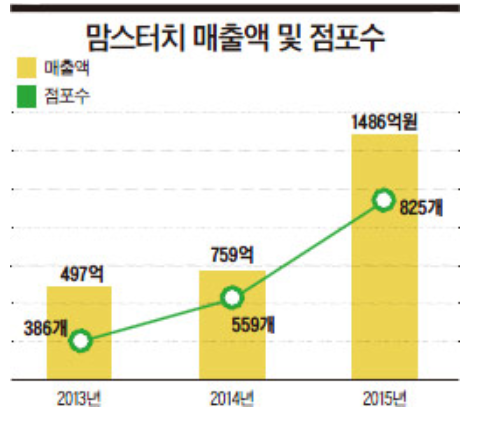 맘스터치 매출액 및 점포수
매출액
점포수
1486억원
825개
759억
497억
386개
559개
2013년
2014년
2015년